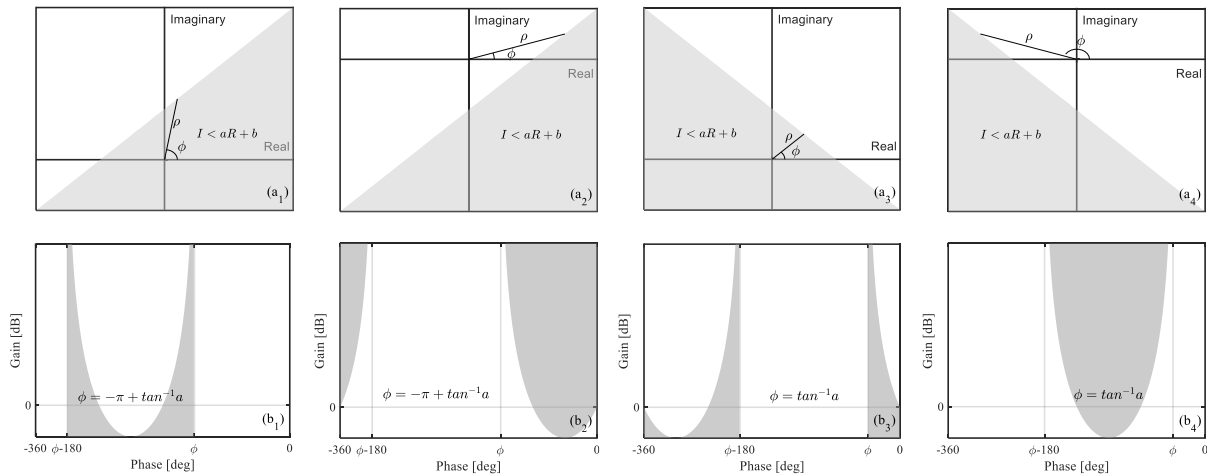 Imaginary
ρ
ϕ
I < aR + b
Real
(a₁)
Imaginary
ρ
ϕ
Real
I < aR + b
(a₂)
Imaginary
I < aR + b
ρ
ϕ
Real
(a₃)
Imaginary
ρ
ϕ
Real
I < aR + b
(a₄)
Gain [dB]
0
ϕ = −π + tan⁻¹a
(b₁)
-360 ϕ-180 ϕ 0
Phase [deg]
Gain [dB]
0
ϕ = −π + tan⁻¹a
(b₂)
-360 ϕ-180 ϕ 0
Phase [deg]
Gain [dB]
0
ϕ = tan⁻¹a
(b₃)
-360 ϕ-180 ϕ 0
Phase [deg]
Gain [dB]
0
ϕ = tan⁻¹a
(b₄)
-360 ϕ-180 ϕ 0
Phase [deg]